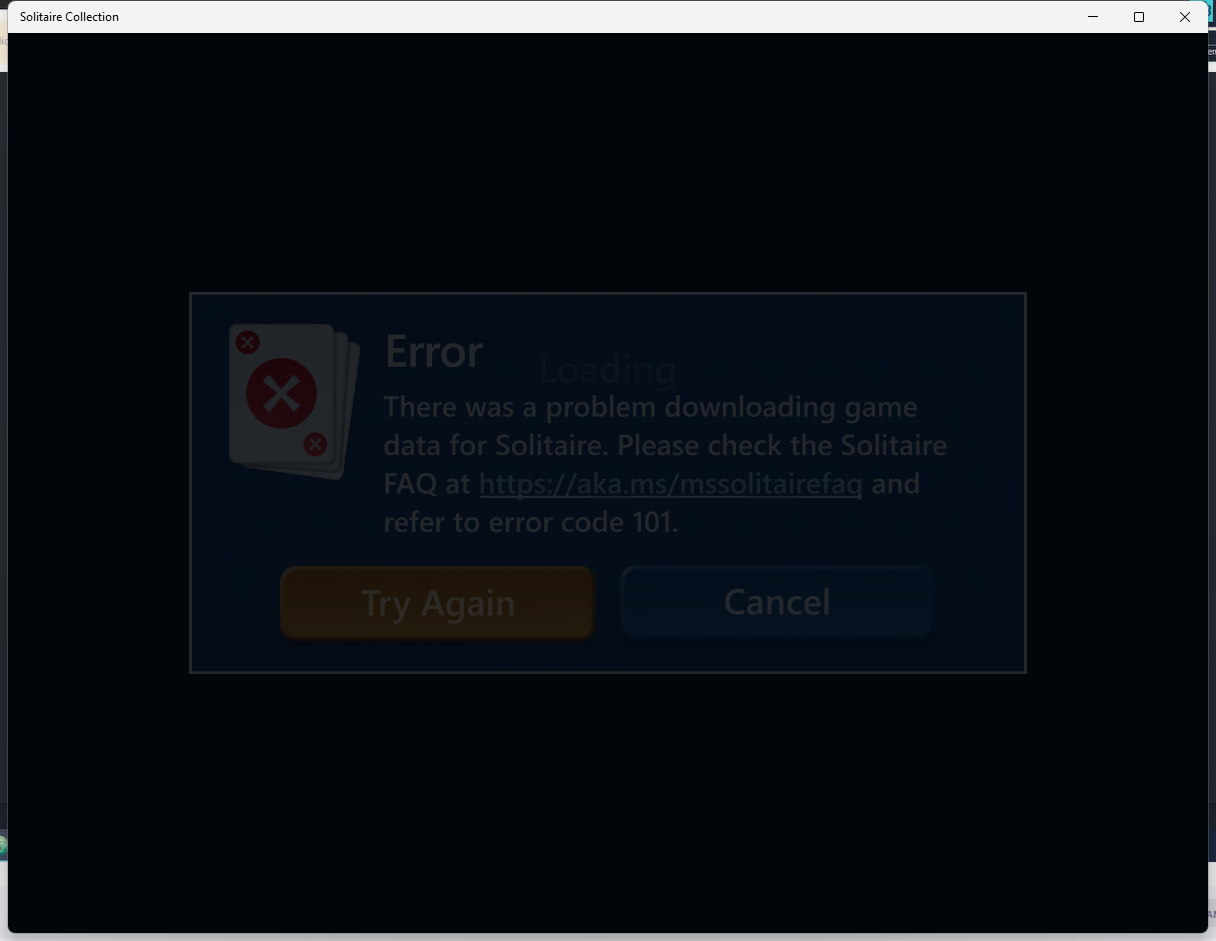 Solitaire Collection
Error
Loading
There was a problem downloading game
data for Solitaire. Please check the Solitaire
FAQ at https://aka.ms/mssolitairefaq and
refer to error code 101.
Try Again
Cancel